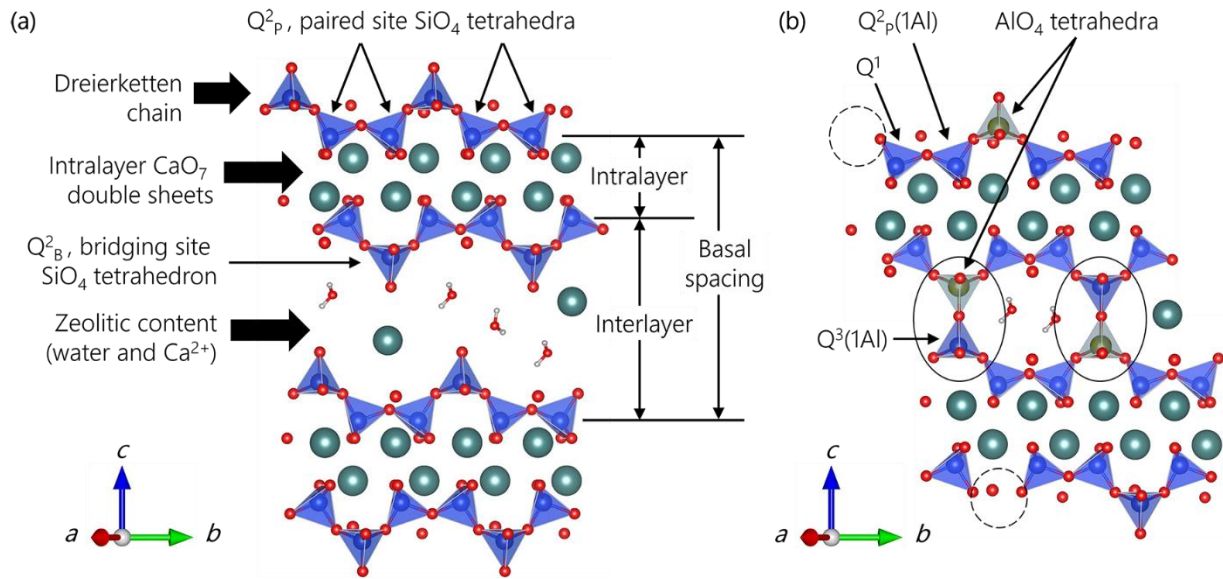 (a)
Q²P, paired site SiO₄ tetrahedra
Dreierketten
chain
Intralayer CaO₇
double sheets
Q²B, bridging site
SiO₄ tetrahedron
Zeolitic content
(water and Ca²⁺)
Intralayer
Interlayer
Basal
spacing
c
a
b
(b)
Q²P(1Al)
AlO₄ tetrahedra
Q¹
Q³(1Al)
c
a
b